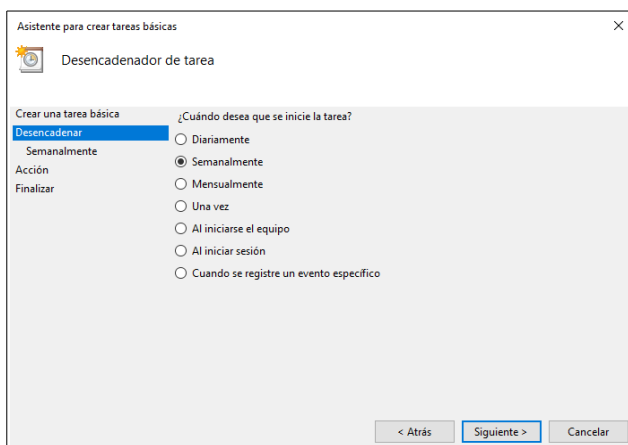 Asistente para crear tareas básicas
Desencadenador de tarea
Crear una tarea básica
Desencadenar
Semanalmente
Acción
Finalizar
¿Cuándo desea que se inicie la tarea?
Diariamente
Semanalmente
Mensualmente
Una vez
Al iniciarse el equipo
Al iniciar sesión
Cuando se registre un evento específico
< Atrás
Siguiente >
Cancelar